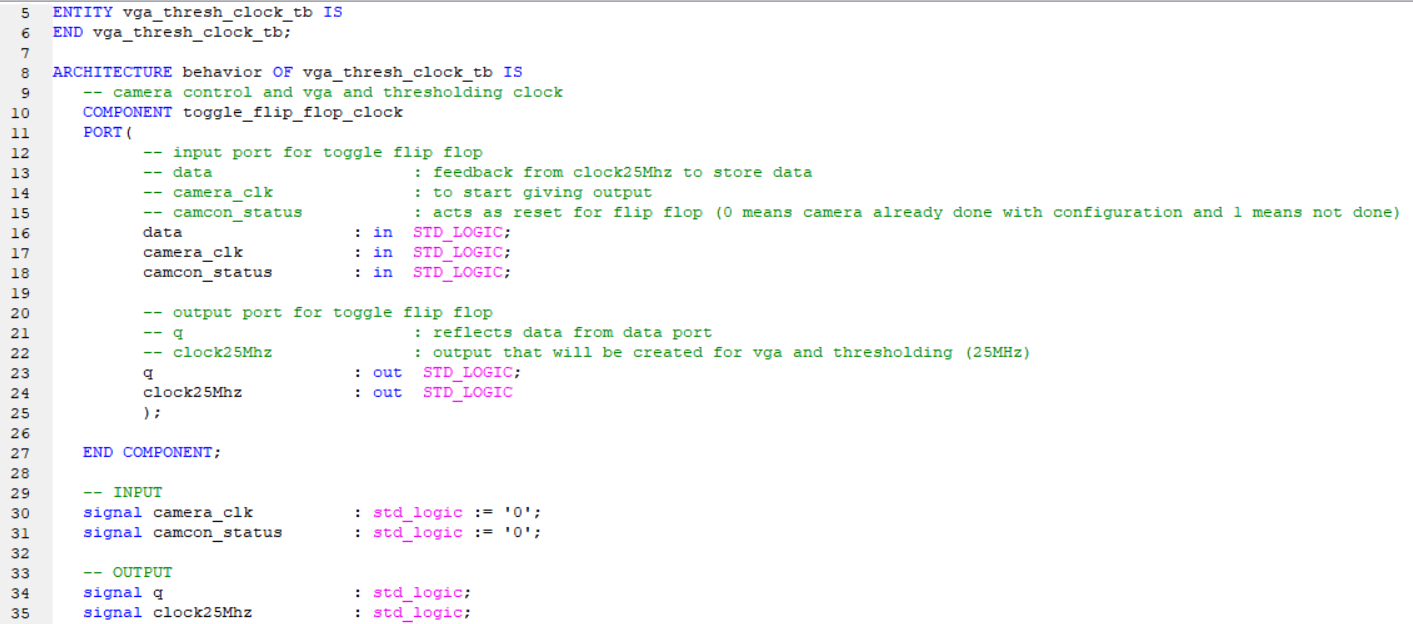 5 ENTITY vga_thresh_clock_tb IS
6 END vga_thresh_clock_tb;
7
8 ARCHITECTURE behavior OF vga_thresh_clock_tb IS
9 -- camera control and vga and thresholding clock
10 COMPONENT toggle_flip_flop_clock
11 PORT(
12 -- input port for toggle flip flop
13 -- data : feedback from clock25Mhz to store data
14 -- camera_clk : to start giving output
15 -- camcon_status : acts as reset for flip flop (0 means camera already done with configuration and 1 means not done)
16 data : in STD_LOGIC;
17 camera_clk : in STD_LOGIC;
18 camcon_status : in STD_LOGIC;
19
20 -- output port for toggle flip flop
21 -- q : reflects data from data port
22 -- clock25Mhz : output that will be created for vga and thresholding (25MHz)
23 q : out STD_LOGIC;
24 clock25Mhz : out STD_LOGIC
25 );
26
27 END COMPONENT;
28
29 -- INPUT
30 signal camera_clk : std_logic := '0';
31 signal camcon_status : std_logic := '0';
32
33 -- OUTPUT
34 signal q : std_logic;
35 signal clock25Mhz : std_logic;